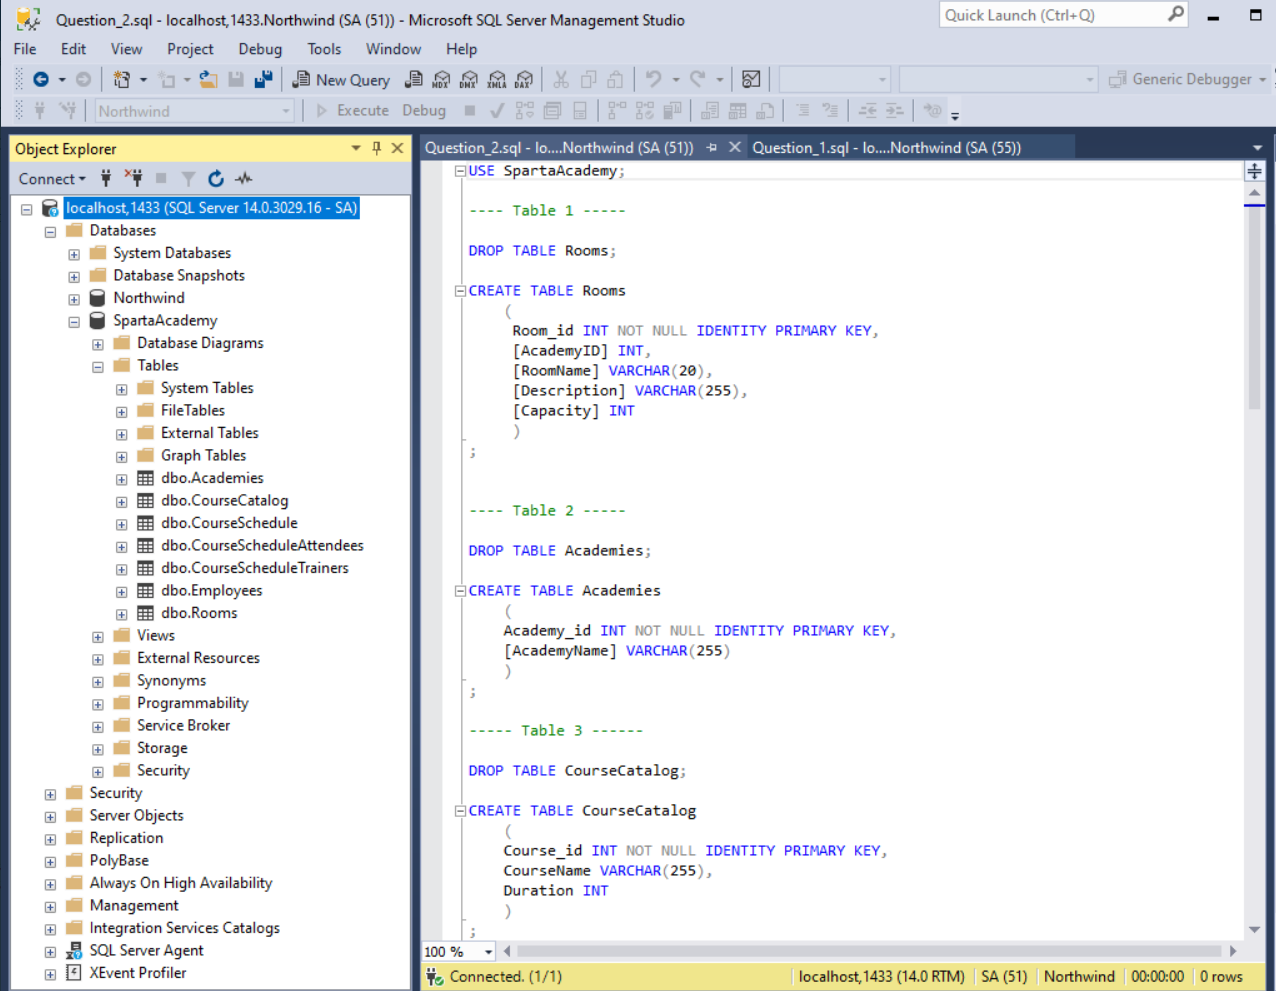 Question_2.sql - localhost,1433.Northwind (SA (51)) - Microsoft SQL Server Management Studio
Quick Launch (Ctrl+Q)
File Edit View Project Debug Tools Window Help
New Query MDX DMX XMLA DAX Generic Debugger
Northwind Execute Debug
Object Explorer
Connect
localhost,1433 (SQL Server 14.0.3029.16 - SA)
Databases
System Databases
Database Snapshots
Northwind
SpartaAcademy
Database Diagrams
Tables
System Tables
FileTables
External Tables
Graph Tables
dbo.Academies
dbo.CourseCatalog
dbo.CourseSchedule
dbo.CourseScheduleAttendees
dbo.CourseScheduleTrainers
dbo.Employees
dbo.Rooms
Views
External Resources
Synonyms
Programmability
Service Broker
Storage
Security
Security
Server Objects
Replication
PolyBase
Always On High Availability
Management
Integration Services Catalogs
SQL Server Agent
XEvent Profiler
Question_2.sql - lo....Northwind (SA (51)) Question_1.sql - lo....Northwind (SA (55))
USE SpartaAcademy;
---- Table 1 -----
DROP TABLE Rooms;
CREATE TABLE Rooms
(
Room_id INT NOT NULL IDENTITY PRIMARY KEY,
[AcademyID] INT,
[RoomName] VARCHAR(20),
[Description] VARCHAR(255),
[Capacity] INT
)
;
---- Table 2 -----
DROP TABLE Academies;
CREATE TABLE Academies
(
Academy_id INT NOT NULL IDENTITY PRIMARY KEY,
[AcademyName] VARCHAR(255)
)
;
----- Table 3 ------
DROP TABLE CourseCatalog;
CREATE TABLE CourseCatalog
(
Course_id INT NOT NULL IDENTITY PRIMARY KEY,
CourseName VARCHAR(255),
Duration INT
)
;
100 %
Connected. (1/1) localhost,1433 (14.0 RTM) SA (51) Northwind 00:00:00 0 rows